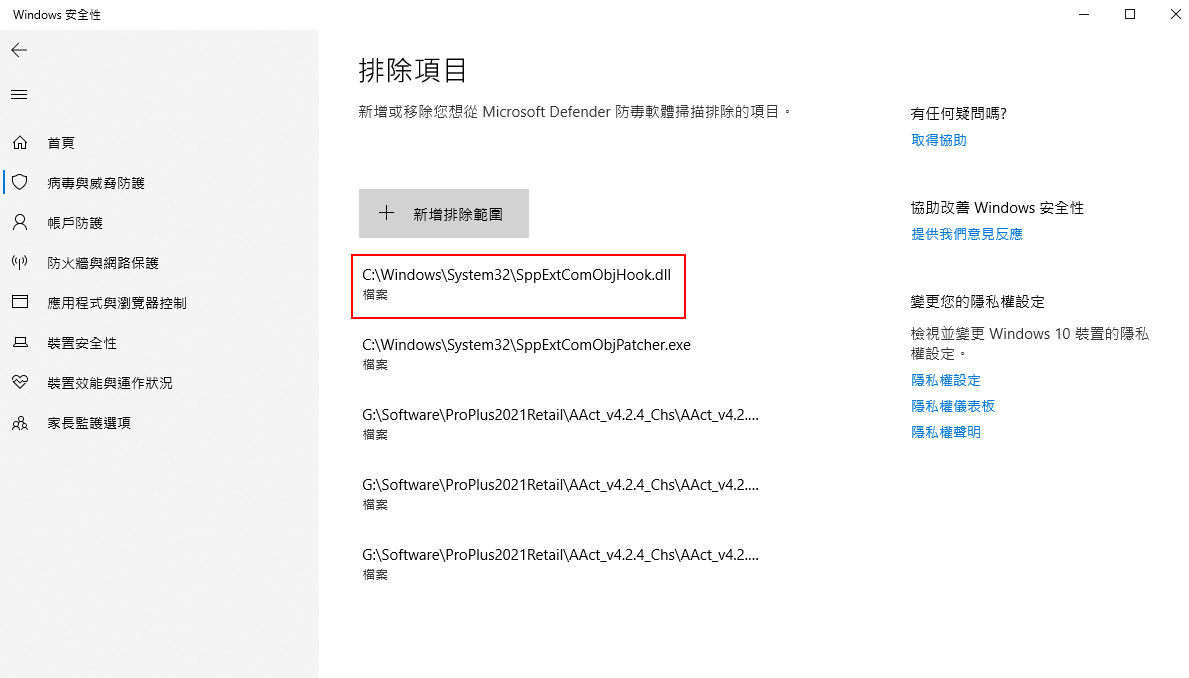 Windows 安全性
首頁
病毒與威脅防護
帳戶防護
防火牆與網路保護
應用程式與瀏覽器控制
裝置安全性
裝置效能與運作狀況
家長監護選項
排除項目
新增或移除您想從 Microsoft Defender 防毒軟體掃描排除的項目。
新增排除範圍
C:\Windows\System32\SppExtComObjHook.dll
檔案
C:\Windows\System32\SppExtComObjPatcher.exe
檔案
G:\Software\ProPlus2021Retail\AAct_v4.2.4_Chs\AAct_v4.2....
檔案
G:\Software\ProPlus2021Retail\AAct_v4.2.4_Chs\AAct_v4.2....
檔案
G:\Software\ProPlus2021Retail\AAct_v4.2.4_Chs\AAct_v4.2....
檔案
有任何疑問嗎?
取得協助
協助改善 Windows 安全性
提供我們意見反應
變更您的隱私權設定
檢視並變更 Windows 10 裝置的隱私
權設定。
隱私權設定
隱私權儀表板
隱私權聲明